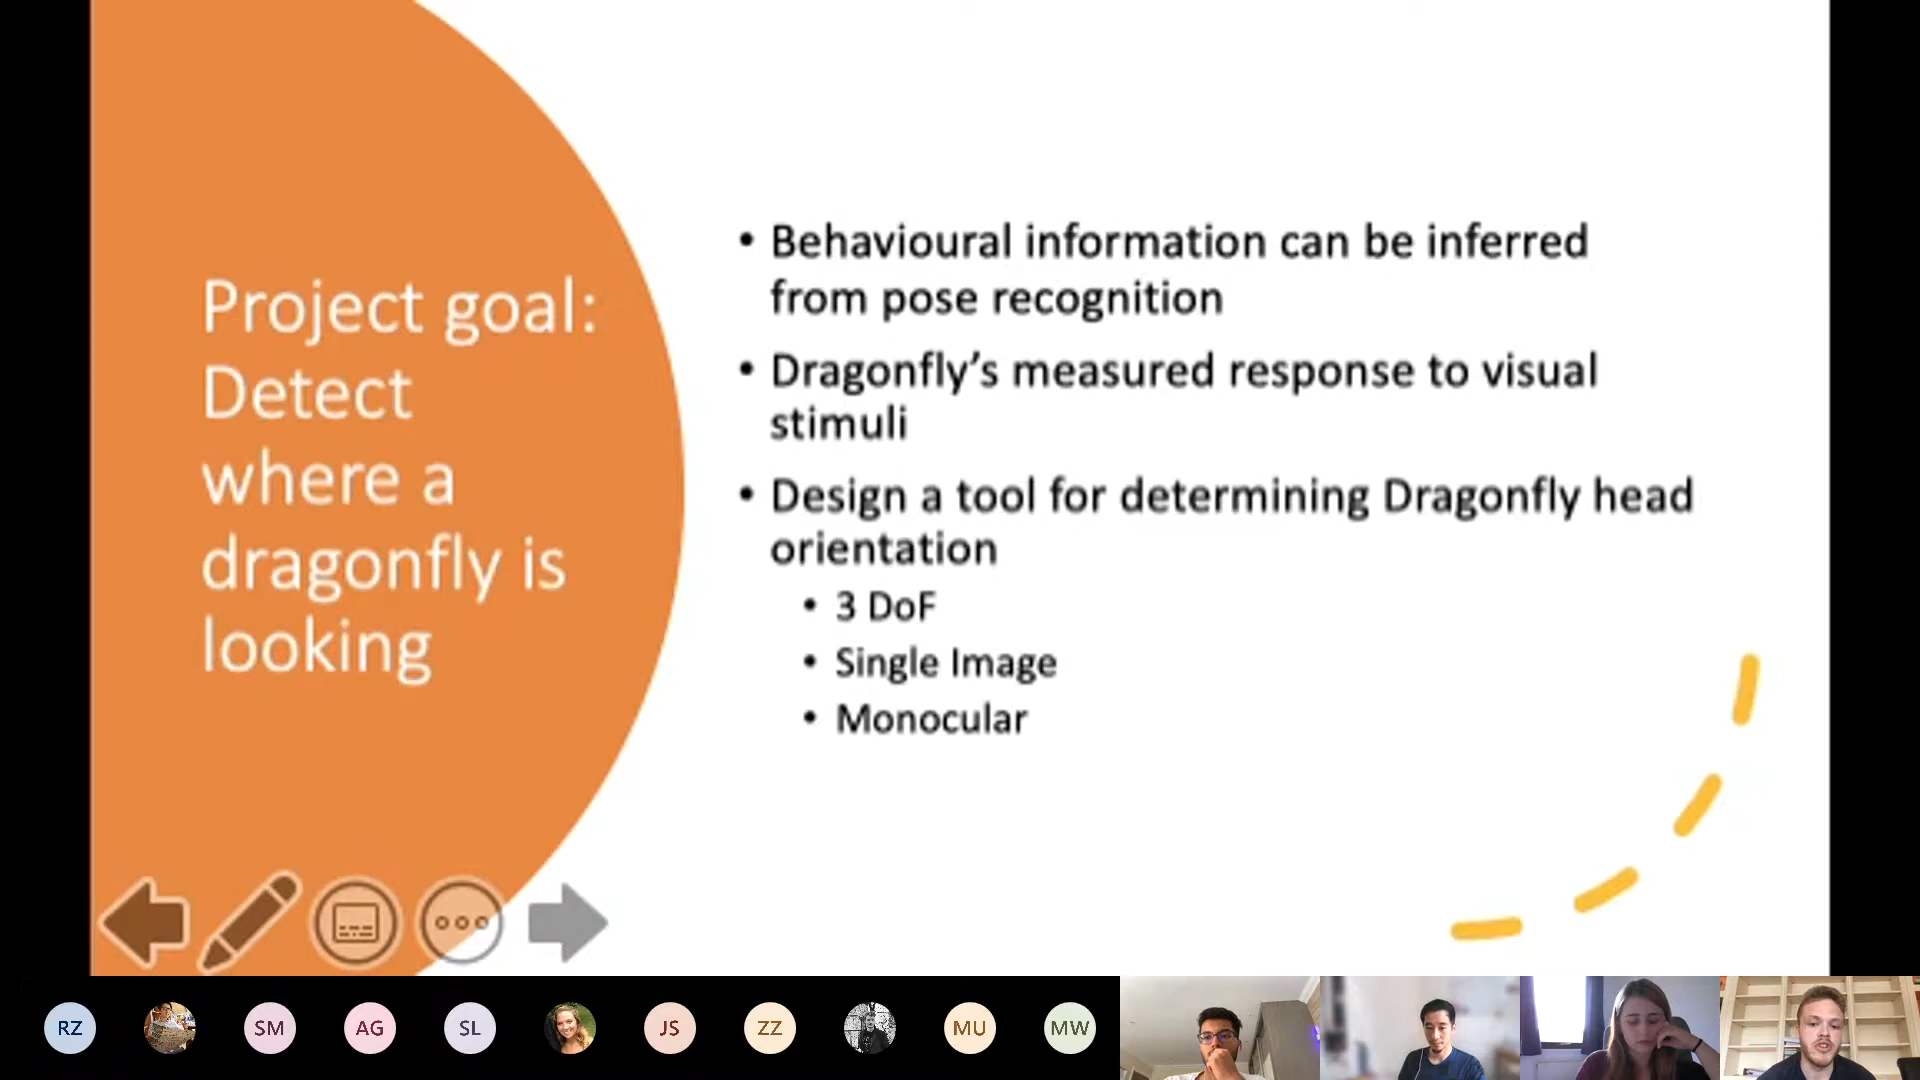 Project goal:
Detect
where a
dragonfly is
looking
• Behavioural information can be inferred
from pose recognition
• Dragonfly’s measured response to visual
stimuli
• Design a tool for determining Dragonfly head
orientation
• 3 DoF
• Single Image
• Monocular
RZ
SM
AG
SL
JS
ZZ
MU
MW